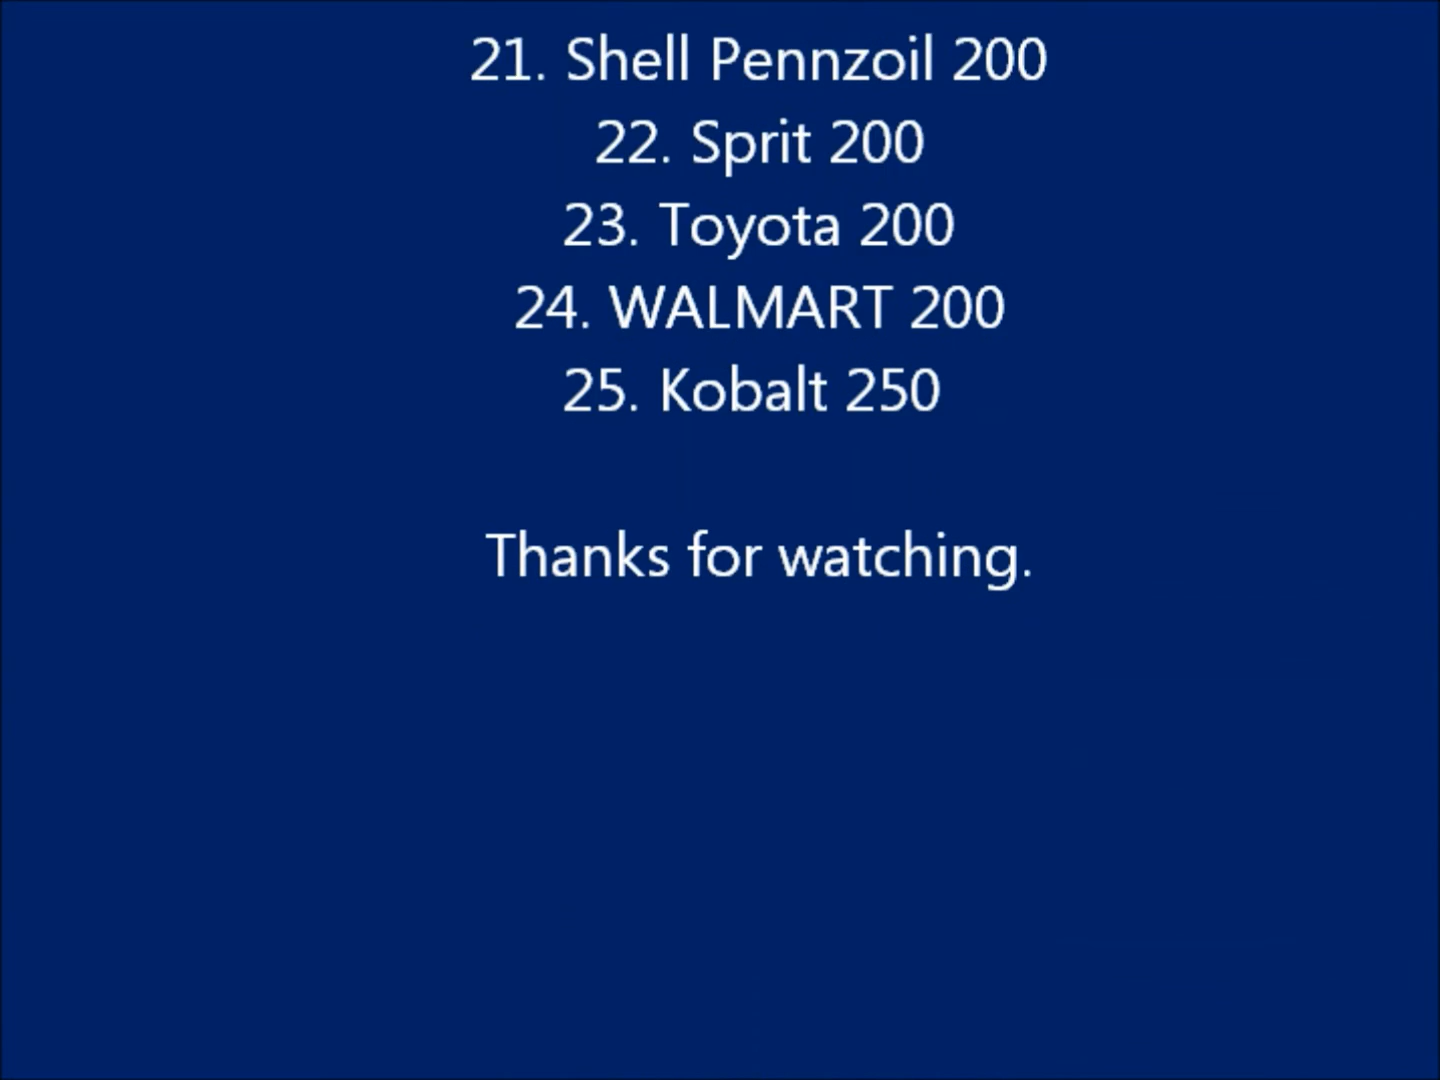 21. Shell Pennzoil 200
22. Sprit 200
23. Toyota 200
24. WALMART 200
25. Kobalt 250
Thanks for watching.